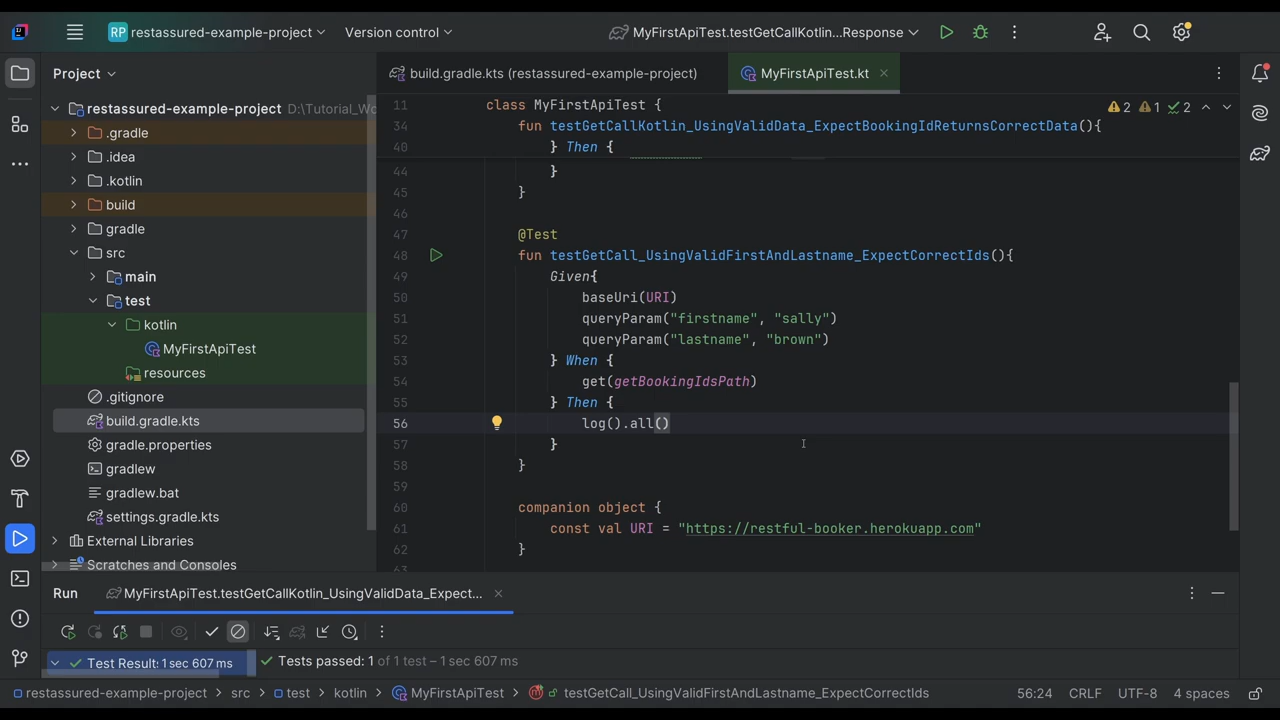 RP restassured-example-project Version control MyFirstApiTest.testGetCallKotlin...Response
Project
build.gradle.kts (restassured-example-project) MyFirstApiTest.kt
restassured-example-project D:\Tutorial_Wo
.gradle
.idea
.kotlin
build
gradle
src
main
test
kotlin
MyFirstApiTest
resources
.gitignore
build.gradle.kts
gradle.properties
gradlew
gradlew.bat
settings.gradle.kts
External Libraries
Scratches and Consoles
2 1 2
11 class MyFirstApiTest {
34 fun testGetCallKotlin_UsingValidData_ExpectBookingIdReturnsCorrectData(){
40 } Then {
44 }
45 }
46
47 @Test
48 fun testGetCall_UsingValidFirstAndLastname_ExpectCorrectIds(){
49 Given{
50 baseUri(URI)
51 queryParam("firstname", "sally")
52 queryParam("lastname", "brown")
53 } When {
54 get(getBookingIdsPath)
55 } Then {
56 log().all()
57 }
58 }
59
60 companion object {
61 const val URI = "https://restful-booker.herokuapp.com"
62 }
63
Run MyFirstApiTest.testGetCallKotlin_UsingValidData_Expect...
Test Result: 1 sec 607 ms Tests passed: 1 of 1 test – 1 sec 607 ms
restassured-example-project > src > test > kotlin > MyFirstApiTest > testGetCall_UsingValidFirstAndLastname_ExpectCorrectIds 56:24 CRLF UTF-8 4 spaces